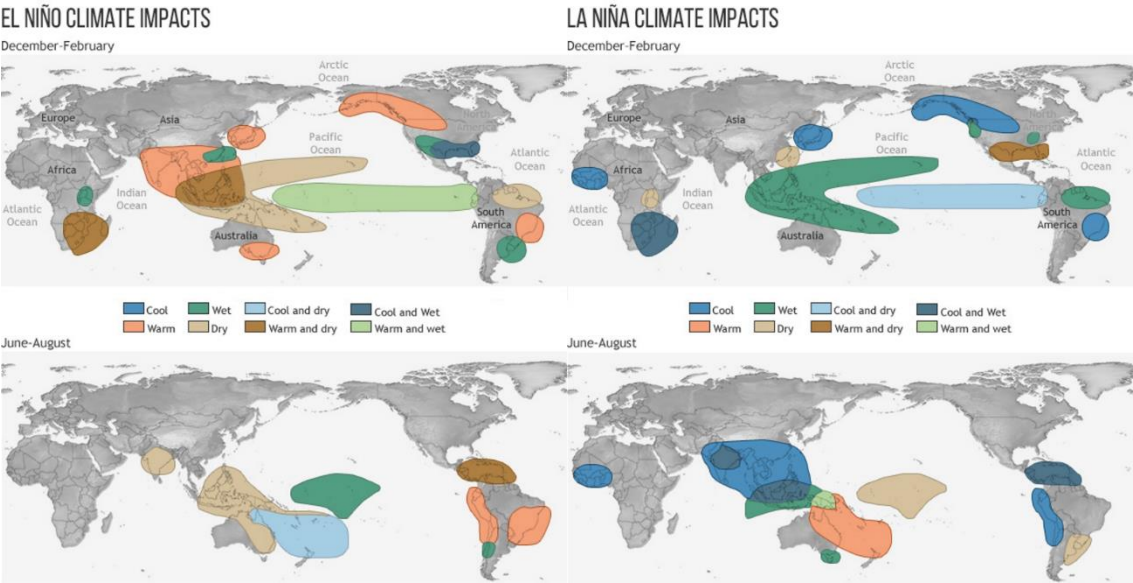 EL NIÑO CLIMATE IMPACTS
December-February
Arctic
Ocean
Europe
Asia
Pacific
Ocean
Atlantic
Ocean
Africa
Indian
Ocean
Atlantic
Ocean
South
America
Australia
Cool
Wet
Cool and dry
Cool and Wet
Warm
Dry
Warm and dry
Warm and wet
June-August
LA NIÑA CLIMATE IMPACTS
December-February
Arctic
Ocean
North
Europe
Asia
Pacific
Ocean
Atlantic
Ocean
Africa
Indian
Ocean
Atlantic
Ocean
South
America
Australia
Cool
Wet
Cool and dry
Cool and Wet
Warm
Dry
Warm and dry
Warm and wet
June-August